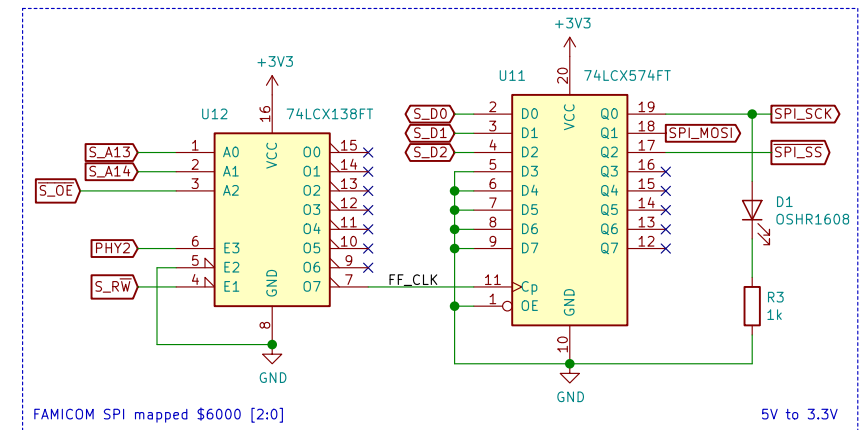 +3V3
U11
74LCX574FT
20
VCC
2 D0 Q0 19
3 D1 Q1 18
4 D2 Q2 17
5 D3 Q3 16
6 D4 Q4 15
7 D5 Q5 14
8 D6 Q6 13
9 D7 Q7 12
11 Cp
1 OE
GND
10
GND
S_D0
S_D1
S_D2
SPI_SCK
SPI_MOSI
SPI_S̅S̅
D1
OSHR1608
R3
1k
+3V3
U12
74LCX138FT
16
VCC
S_A13 1 A0 O0 15
S_A14 2 A1 O1 14
S̅_̅O̅E̅ 3 A2 O2 13
O3 12
O4 11
PHY2 6 E3 O5 10
5 E2 O6 9
S_RW̅ 4 E1 O7 7
FF_CLK
GND
8
GND
FAMICOM SPI mapped $6000 [2:0]
5V to 3.3V